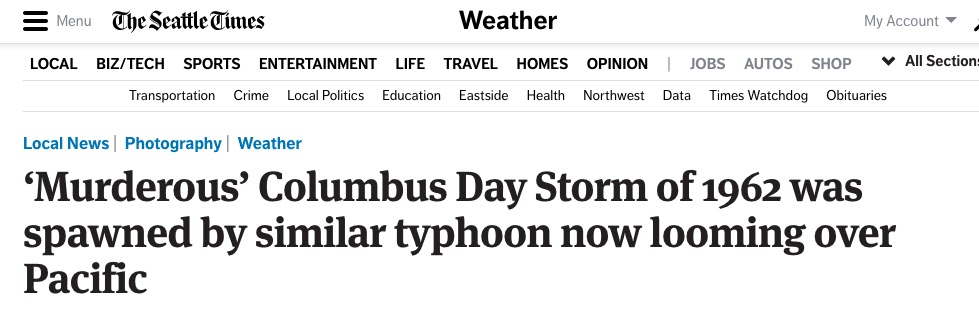 Menu The Seattle Times Weather My Account
LOCAL BIZ/TECH SPORTS ENTERTAINMENT LIFE TRAVEL HOMES OPINION | JOBS AUTOS SHOP All Sections
Transportation Crime Local Politics Education Eastside Health Northwest Data Times Watchdog Obituaries
Local News | Photography | Weather
‘Murderous’ Columbus Day Storm of 1962 was
spawned by similar typhoon now looming over
Pacific